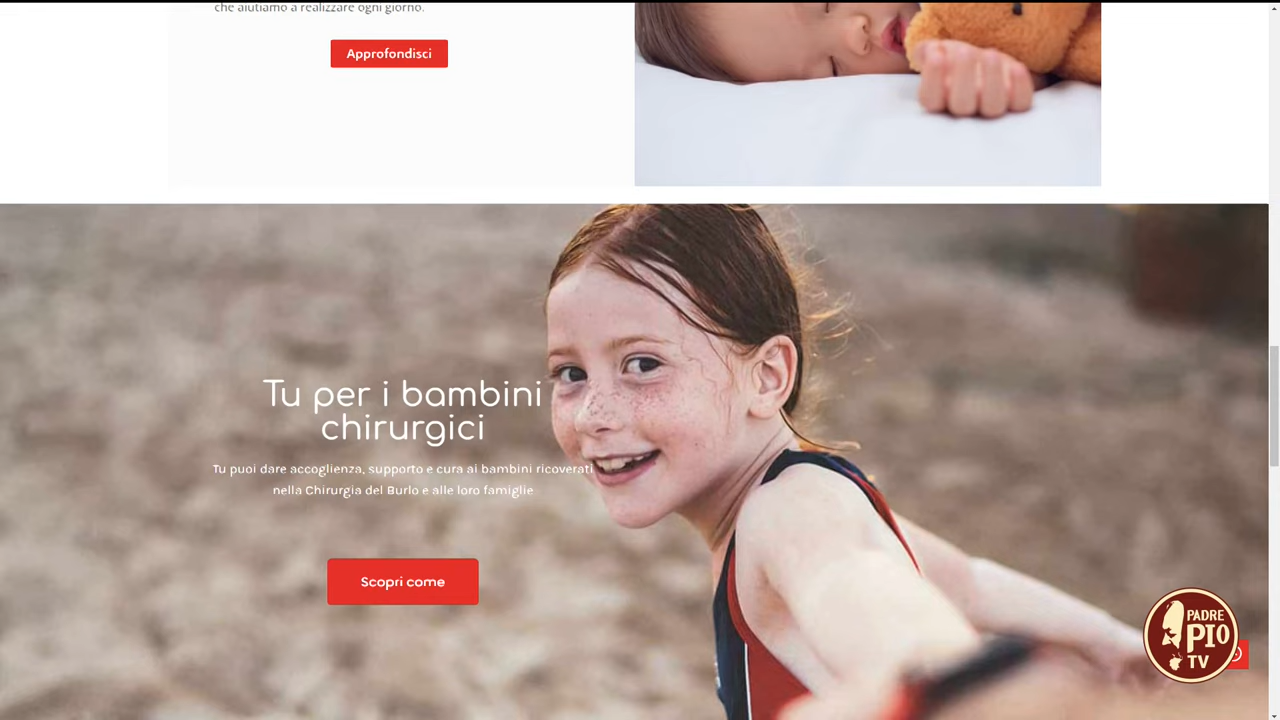 che aiutiamo a realizzare ogni giorno.
Approfondisci
Tu per i bambini
chirurgici
Tu puoi dare accoglienza, supporto e cura ai bambini ricoverati
nella Chirurgia del Burlo e alle loro famiglie
Scopri come
PADRE
PIO
TV